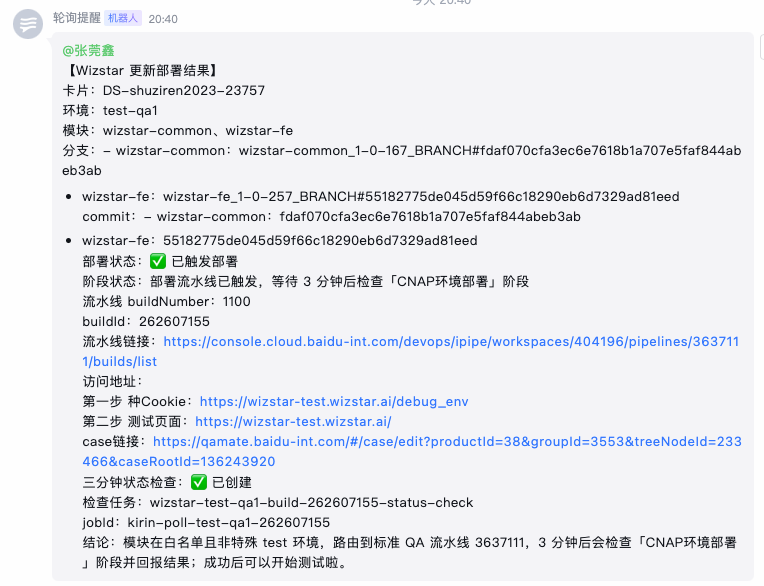 今天 20:40
轮询提醒 机器人 20:40
@张莞鑫
【Wizstar 更新部署结果】
卡片：DS-shuziren2023-23757
环境：test-qa1
模块：wizstar-common、wizstar-fe
分支：- wizstar-common：wizstar-common_1-0-167_BRANCH#fdaf070cfa3ec6e7618b1a707e5faf844ab
eb3ab
• wizstar-fe：wizstar-fe_1-0-257_BRANCH#55182775de045d59f66c18290eb6d7329ad81eed
commit：- wizstar-common：fdaf070cfa3ec6e7618b1a707e5faf844abeb3ab
• wizstar-fe：55182775de045d59f66c18290eb6d7329ad81eed
部署状态：✅ 已触发部署
阶段状态：部署流水线已触发，等待 3 分钟后检查「CNAP环境部署」阶段
流水线 buildNumber：1100
buildId：262607155
流水线链接：https://console.cloud.baidu-int.com/devops/ipipe/workspaces/404196/pipelines/363711
1/builds/list
访问地址：
第一步 种Cookie：https://wizstar-test.wizstar.ai/debug_env
第二步 测试页面：https://wizstar-test.wizstar.ai/
case链接：https://qamate.baidu-int.com/#/case/edit?productId=38&groupId=3553&treeNodeId=233
466&caseRootId=136243920
三分钟状态检查：✅ 已创建
检查任务：wizstar-test-qa1-build-262607155-status-check
jobId：kirin-poll-test-qa1-262607155
结论：模块在白名单且非特殊 test 环境，路由到标准 QA 流水线 3637111，3 分钟后会检查「CNAP环境部署
」阶段并回报结果；成功后可以开始测试啦。